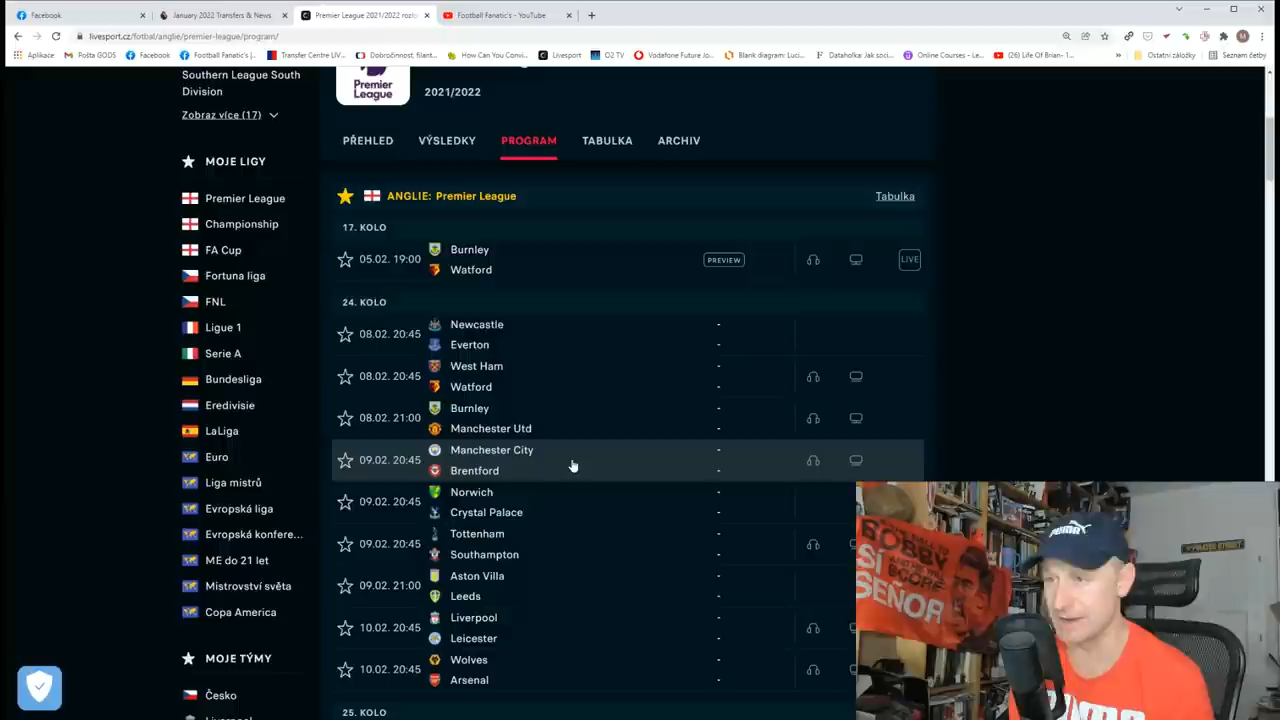 Facebook
January 2022 Transfers & News
Premier League 2021/2022 rozlo
Football Fanatic's - YouTube
livesport.cz/fotbal/anglie/premier-league/program/
Aplikace
Pošta GODS
Facebook
Football Fanatic's (...
Transfer Centre LIV...
Dobročinnost, filant...
How Can You Convi...
Livesport
O2 TV
Vodafone Future Jo...
Blank diagram: Luci...
Dataholka: Jak soci...
Online Courses - Le...
(26) Life Of Brian- 1...
»
Ostatní záložky
Seznam četby
Southern League South
Division
Zobraz více (17)
MOJE LIGY
Premier League
Championship
FA Cup
Fortuna liga
FNL
Ligue 1
Serie A
Bundesliga
Eredivisie
LaLiga
Euro
Liga mistrů
Evropská liga
Evropská konfere...
ME do 21 let
Mistrovství světa
Copa America
MOJE TÝMY
Česko
Premier
League
2021/2022
PŘEHLED VÝSLEDKY PROGRAM TABULKA ARCHIV
ANGLIE: Premier League Tabulka
17. KOLO
05.02. 19:00 Burnley
Watford
PREVIEW LIVE
24. KOLO
08.02. 20:45 Newcastle -
Everton -
08.02. 20:45 West Ham -
Watford -
08.02. 21:00 Burnley -
Manchester Utd -
09.02. 20:45 Manchester City -
Brentford -
09.02. 20:45 Norwich -
Crystal Palace -
09.02. 20:45 Tottenham -
Southampton -
09.02. 21:00 Aston Villa -
Leeds -
10.02. 20:45 Liverpool -
Leicester -
10.02. 20:45 Wolves -
Arsenal -
25. KOLO
BOBBY
SCORE
SÍ
SENOR
PUMA